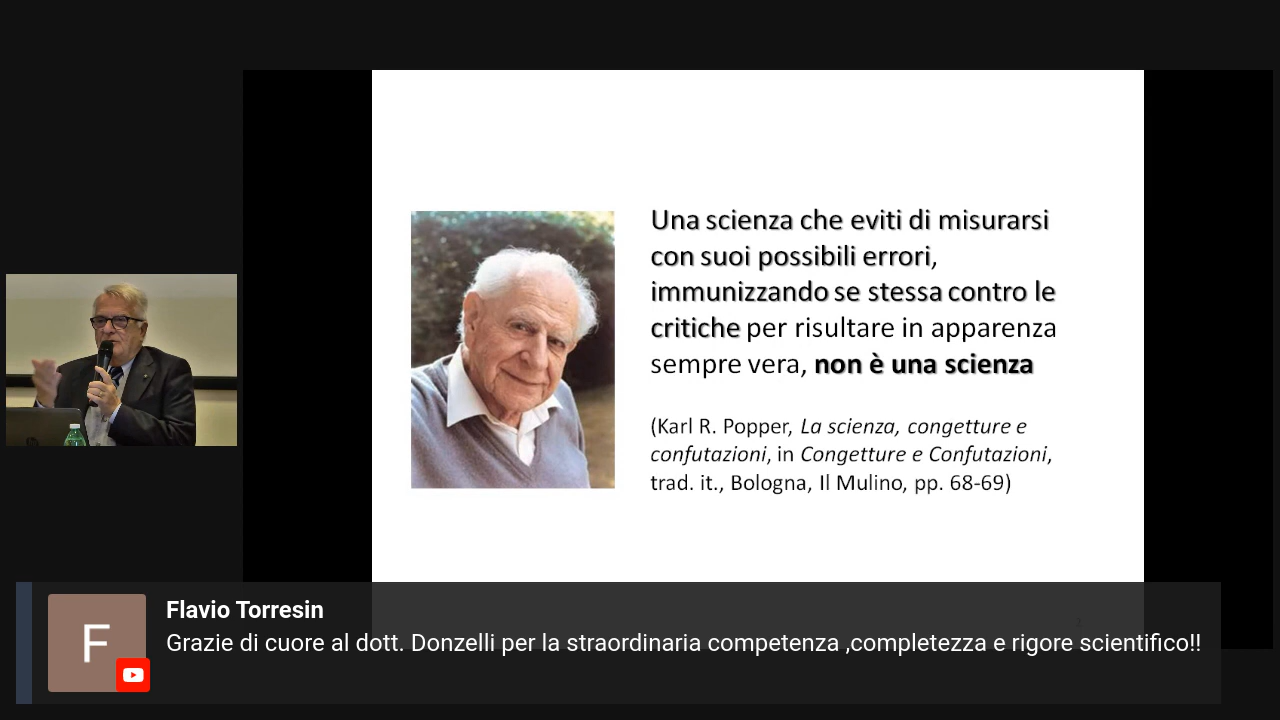 Una scienza che eviti di misurarsi
con suoi possibili errori,
immunizzando se stessa contro le
critiche per risultare in apparenza
sempre vera, non è una scienza
(Karl R. Popper, La scienza, congetture e
confutazioni, in Congetture e Confutazioni,
trad. it., Bologna, Il Mulino, pp. 68-69)
F
Flavio Torresin
Grazie di cuore al dott. Donzelli per la straordinaria competenza ,completezza e rigore scientifico!!